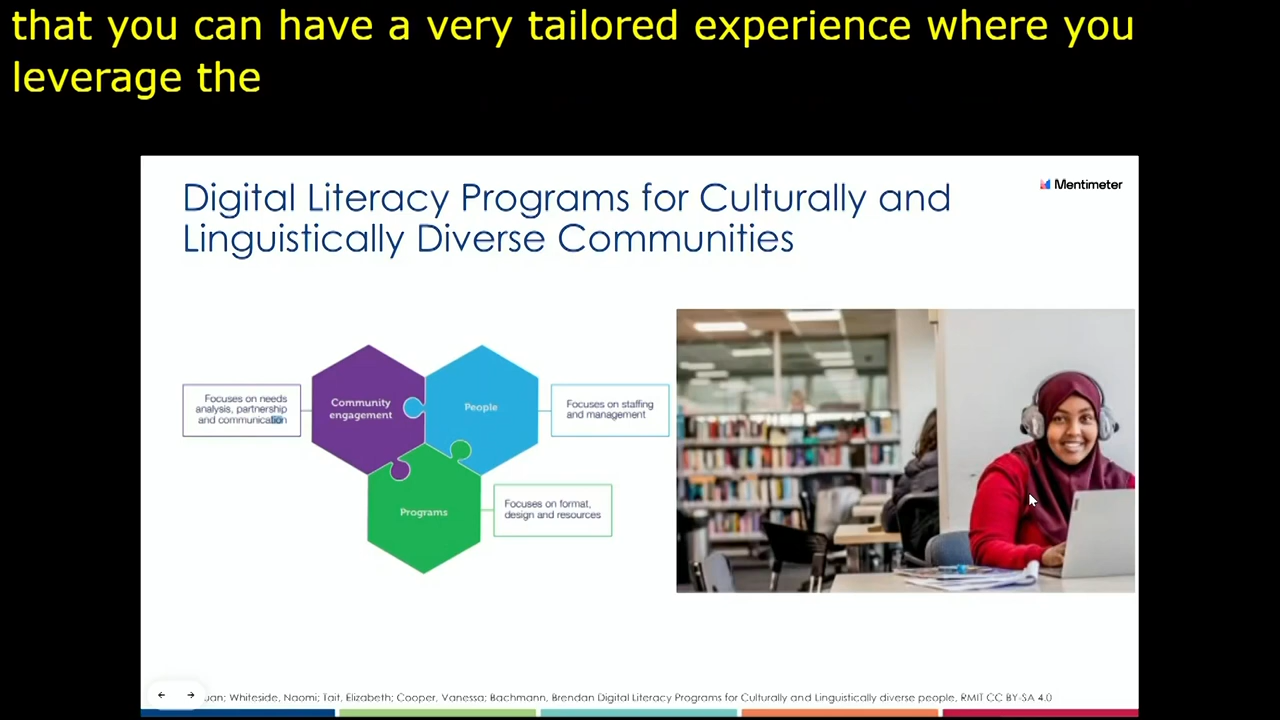 that you can have a very tailored experience where you
leverage the
Digital Literacy Programs for Culturally and
Linguistically Diverse Communities
Mentimeter
Focuses on needs
analysis, partnership
and communication
Community
engagement
People
Focuses on staffing
and management
Programs
Focuses on format,
design and resources
Whiteside, Naomi; Tait, Elizabeth; Cooper, Vanessa; Bachmann, Brendan Digital Literacy Programs for Culturally and Linguistically diverse people, RMIT CC BY-SA 4.0